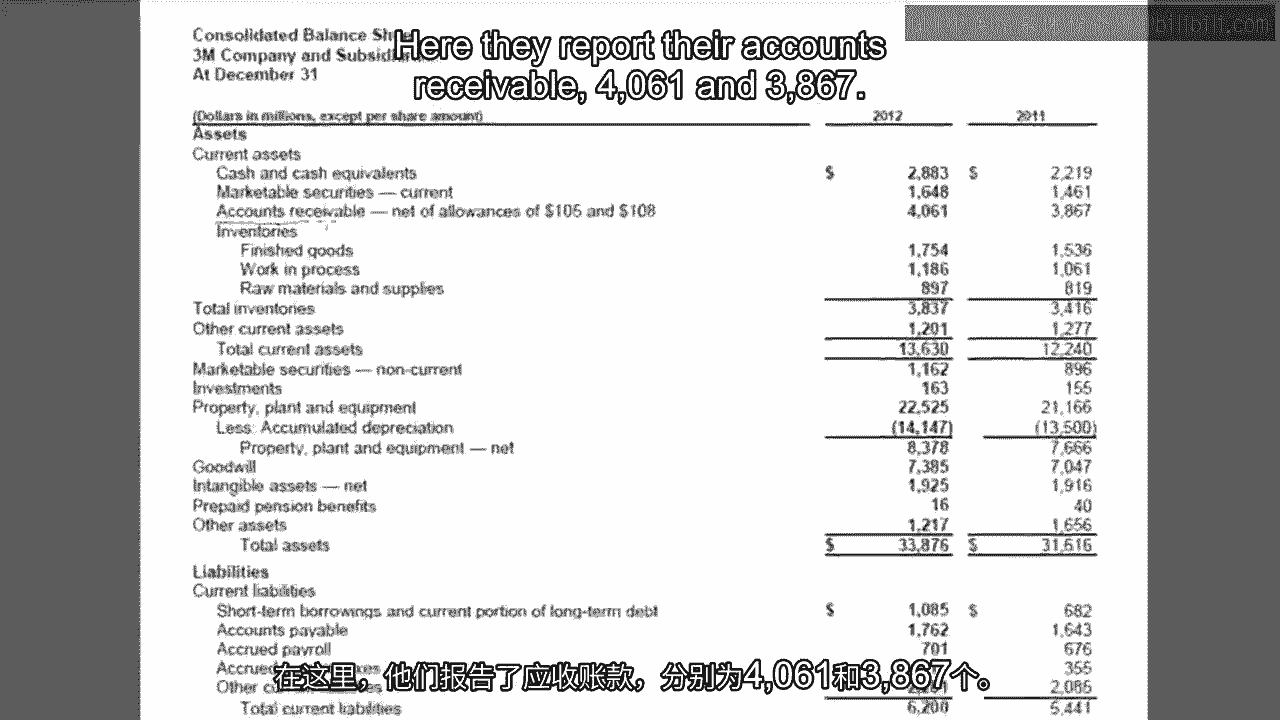 bilibili.com
Here they report their accounts
receivable, 4,061 and 3,867.
Consolidated Balance
3M Company and
At December 31
(Dollars in millions, except per share amount) 2012 2011
Assets
Current assets
Cash and cash equivalents $ 2,883 $ 2,219
Marketable securities — current 1,648 1,461
Accounts receivable — net of allowances of $105 and $108 4,061 3,867
Inventories
Finished goods 1,754 1,536
Work in process 1,186 1,061
Raw materials and supplies 897 819
Total inventories 3,837 3,416
Other current assets 1,201 1,277
Total current assets 13,630 12,240
Marketable securities — non-current 1,162 896
Investments 163 155
Property, plant and equipment 22,525 21,166
Less: Accumulated depreciation (14,147) (13,500)
Property, plant and equipment — net 8,378 7,666
Goodwill 7,385 7,047
Intangible assets — net 1,925 1,916
Prepaid pension benefits 16 40
Other assets 1,217 1,656
Total assets $ 33,876 $ 31,616
Liabilities
Current liabilities
Short-term borrowings and current portion of long-term debt $ 1,085 $ 682
Accounts payable 1,762 1,643
Accrued payroll 701 676
Accrued 355
在这里，他们报告了应收账款，分别为4,061和3,867个。
Other 2,085
Total current liabilities 6,200 5,441